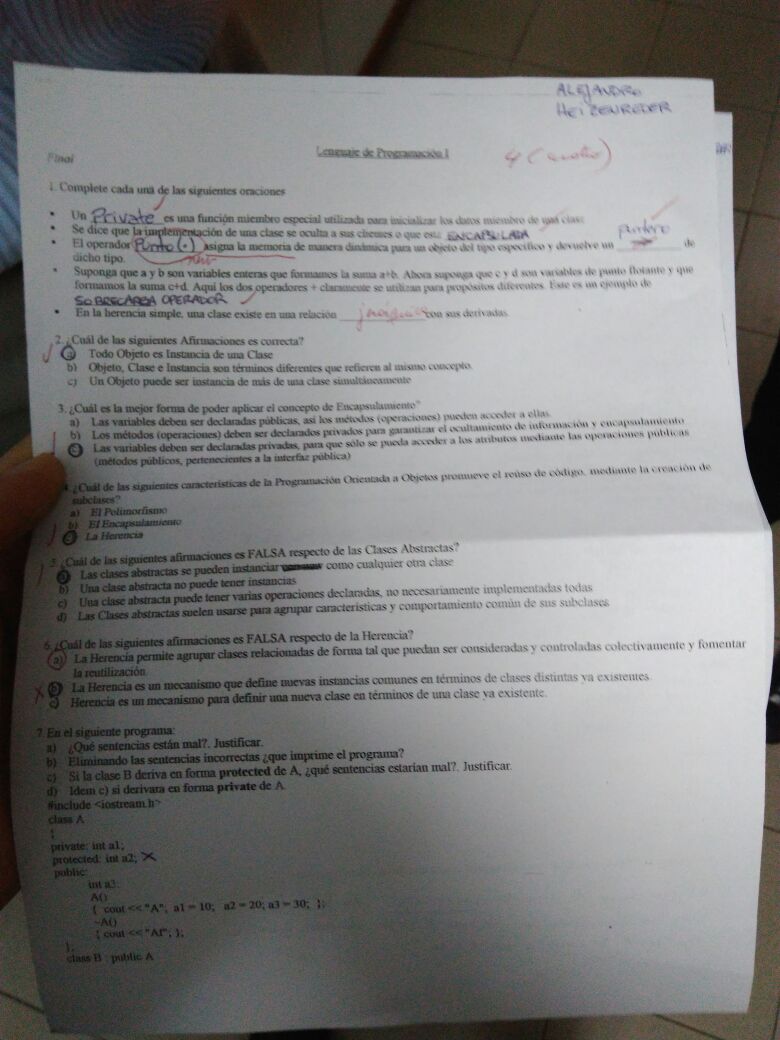 ALEJANDRO
HEIZENREDER
Final
Lenguaje de Programación I
4 (cuatro)
1. Complete cada una de las siguientes oraciones
• Un Private es una función miembro especial utilizada para inicializar los datos miembro de una clase
• Se dice que la implementación de una clase se oculta a sus clientes o que está ENCAPSULADA
• El operador Punto (.) asigna la memoria de manera dinámica para un objeto del tipo específico y devuelve un puntero de
dicho tipo.
• Suponga que a y b son variables enteras que formamos la suma a+b. Ahora suponga que c y d son variables de punto flotante y que
formamos la suma c+d. Aquí los dos operadores + claramente se utilizan para propósitos diferentes. Este es un ejemplo de
SOBRECARGA OPERADOR
• En la herencia simple, una clase existe en una relación con sus derivadas.
2. ¿Cuál de las siguientes Afirmaciones es correcta?
a) Todo Objeto es Instancia de una Clase
b) Objeto, Clase e Instancia son términos diferentes que refieren al mismo concepto.
c) Un Objeto puede ser instancia de más de una clase simultáneamente
3. ¿Cuál es la mejor forma de poder aplicar el concepto de Encapsulamiento"
a) Las variables deben ser declaradas públicas, así los métodos (operaciones) pueden acceder a ellas.
b) Los métodos (operaciones) deben ser declarados privados para garantizar el ocultamiento de información y encapsulamiento
c) Las variables deben ser declaradas privadas, para que sólo se pueda acceder a los atributos mediante las operaciones públicas
(métodos públicos, pertenecientes a la interfaz pública)
4. ¿Cuál de las siguientes características de la Programación Orientada a Objetos promueve el reúso de código, mediante la creación de
subclases?
a) El Polimorfismo
b) El Encapsulamiento
c) La Herencia
5. ¿Cuál de las siguientes afirmaciones es FALSA respecto de las Clases Abstractas?
a) Las clases abstractas se pueden instanciar como cualquier otra clase
b) Una clase abstracta no puede tener instancias
c) Una clase abstracta puede tener varias operaciones declaradas, no necesariamente implementadas todas
d) Las Clases abstractas suelen usarse para agrupar características y comportamiento común de sus subclases
6. ¿Cuál de las siguientes afirmaciones es FALSA respecto de la Herencia?
a) La Herencia permite agrupar clases relacionadas de forma tal que puedan ser consideradas y controladas colectivamente y fomentar
la reutilización.
b) La Herencia es un mecanismo que define nuevas instancias comunes en términos de clases distintas ya existentes.
c) Herencia es un mecanismo para definir una nueva clase en términos de una clase ya existente.
7. En el siguiente programa:
a) ¿Qué sentencias están mal?. Justificar.
b) Eliminando las sentencias incorrectas ¿que imprime el programa?
c) Si la clase B deriva en forma protected de A, ¿qué sentencias estarían mal?. Justificar.
d) Idem c) si derivara en forma private de A.
#include <iostream.h>
class A
{
private: int a1;
protected: int a2; X
public:
int a3;
A()
{ cout << "A"; a1 = 10; a2 = 20; a3 = 30; };
~A()
{ cout << "Af"; };
};
class B : public A